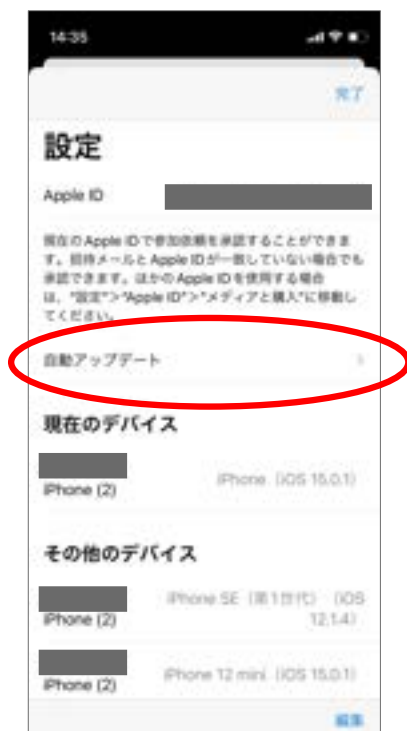 14:35
完了
設定
Apple ID
現在のApple IDで参加依頼を承認することができま
す。招待メールとApple IDが一致していない場合でも
承認できます。ほかのApple IDを使用する場合
は、"設定">"Apple ID">"メディアと購入"に移動し
てください。
自動アップデート
現在のデバイス
iPhone (iOS 15.0.1)
iPhone (2)
その他のデバイス
iPhone SE (第1世代) (iOS
12.1.4)
iPhone (2)
iPhone 12 mini (iOS 15.0.1)
iPhone (2)
編集